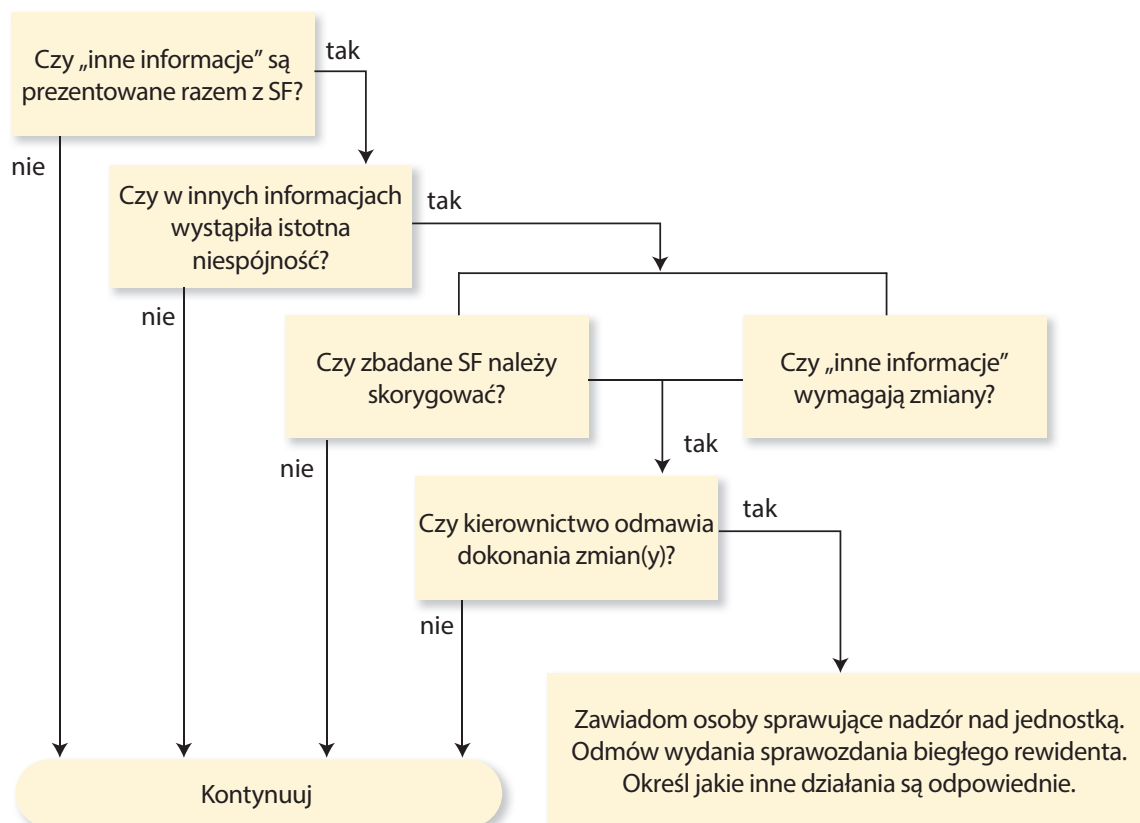 Czy „inne informacje” są
prezentowane razem z SF?
tak
nie
Czy w innych informacjach
wystąpiła istotna
niespójność?
tak
nie
Czy zbadane SF należy
skorygować?
Czy „inne informacje”
wymagają zmiany?
nie
tak
Czy kierownictwo odmawia
dokonania zmian(y)?
tak
nie
Zawiadom osoby sprawujące nadzór nad jednostką.
Odmów wydania sprawozdania biegłego rewidenta.
Określ jakie inne działania są odpowiednie.
Kontynuuj